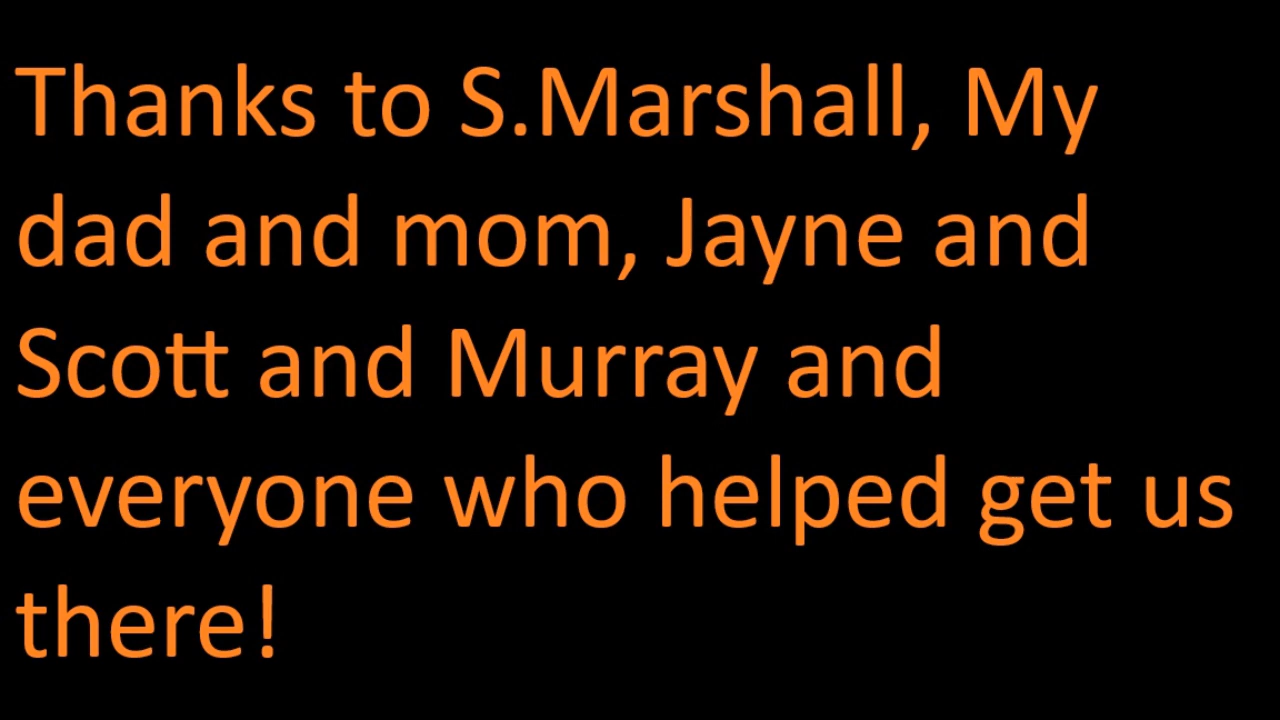 Thanks to S.Marshall, My
dad and mom, Jayne and
Scott and Murray and
everyone who helped get us
there!